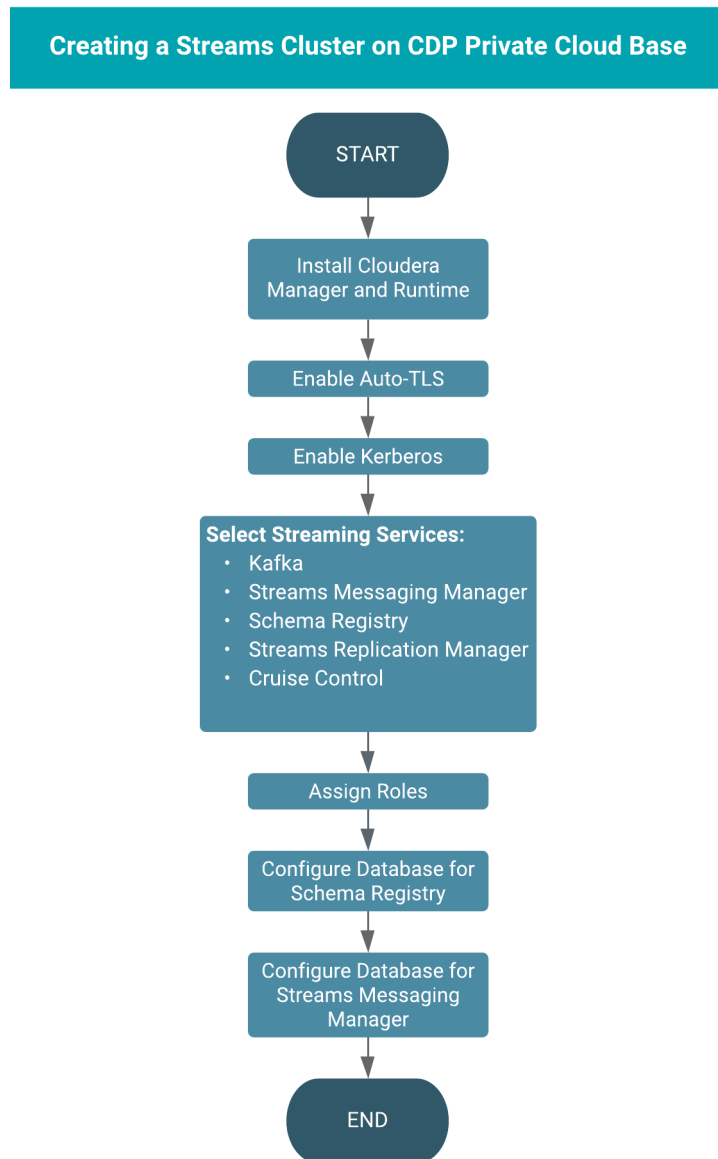 Creating a Streams Cluster on CDP Private Cloud Base
START
Install Cloudera
Manager and Runtime
Enable Auto-TLS
Enable Kerberos
Select Streaming Services:
• Kafka
• Streams Messaging Manager
• Schema Registry
• Streams Replication Manager
• Cruise Control
Assign Roles
Configure Database for
Schema Registry
Configure Database for
Streams Messaging
Manager
END